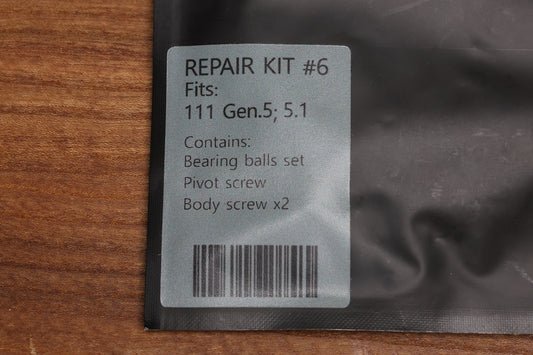 REPAIR KIT #6
Fits:
111 Gen.5; 5.1
Contains:
Bearing balls set
Pivot screw
Body screw x2